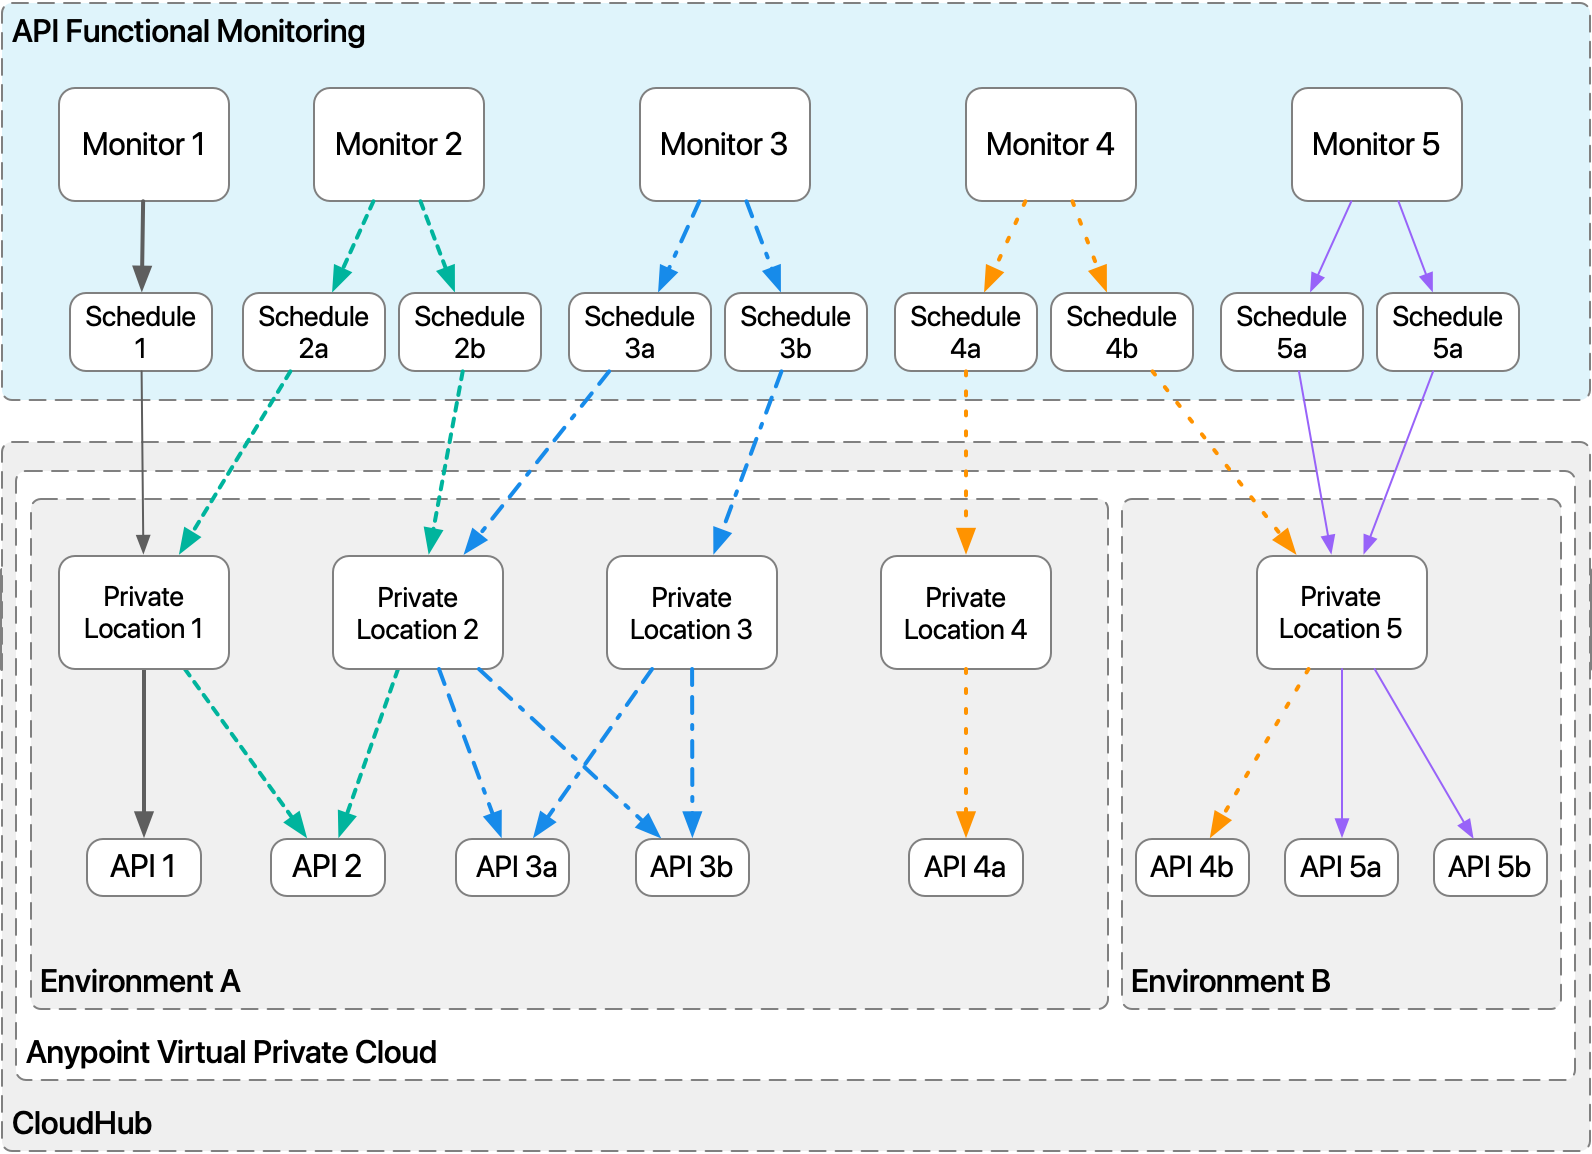 API Functional Monitoring
Monitor 1
Monitor 2
Monitor 3
Monitor 4
Monitor 5
Schedule
1
Schedule
2a
Schedule
2b
Schedule
3a
Schedule
3b
Schedule
4a
Schedule
4b
Schedule
5a
Schedule
5a
Private
Location 1
Private
Location 2
Private
Location 3
Private
Location 4
Private
Location 5
API 1
API 2
API 3a
API 3b
API 4a
API 4b
API 5a
API 5b
Environment A
Environment B
Anypoint Virtual Private Cloud
CloudHub